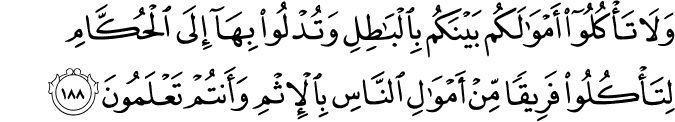 وَلَا تَأْكُلُوٓا۟ أَمْوَٰلَكُم بَيْنَكُم بِٱلْبَٰطِلِ وَتُدْلُوا۟ بِهَآ إِلَى ٱلْحُكَّامِ
لِتَأْكُلُوا۟ فَرِيقًا مِّنْ أَمْوَٰلِ ٱلنَّاسِ بِٱلْإِثْمِ وَأَنتُمْ تَعْلَمُونَ ١٨٨